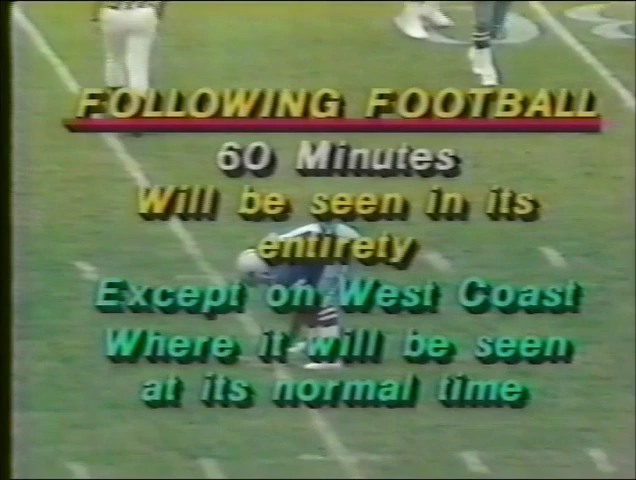 FOLLOWING FOOTBALL
60 Minutes
Will be seen in its
entirety
Except on West Coast
Where it will be seen
at its normal time